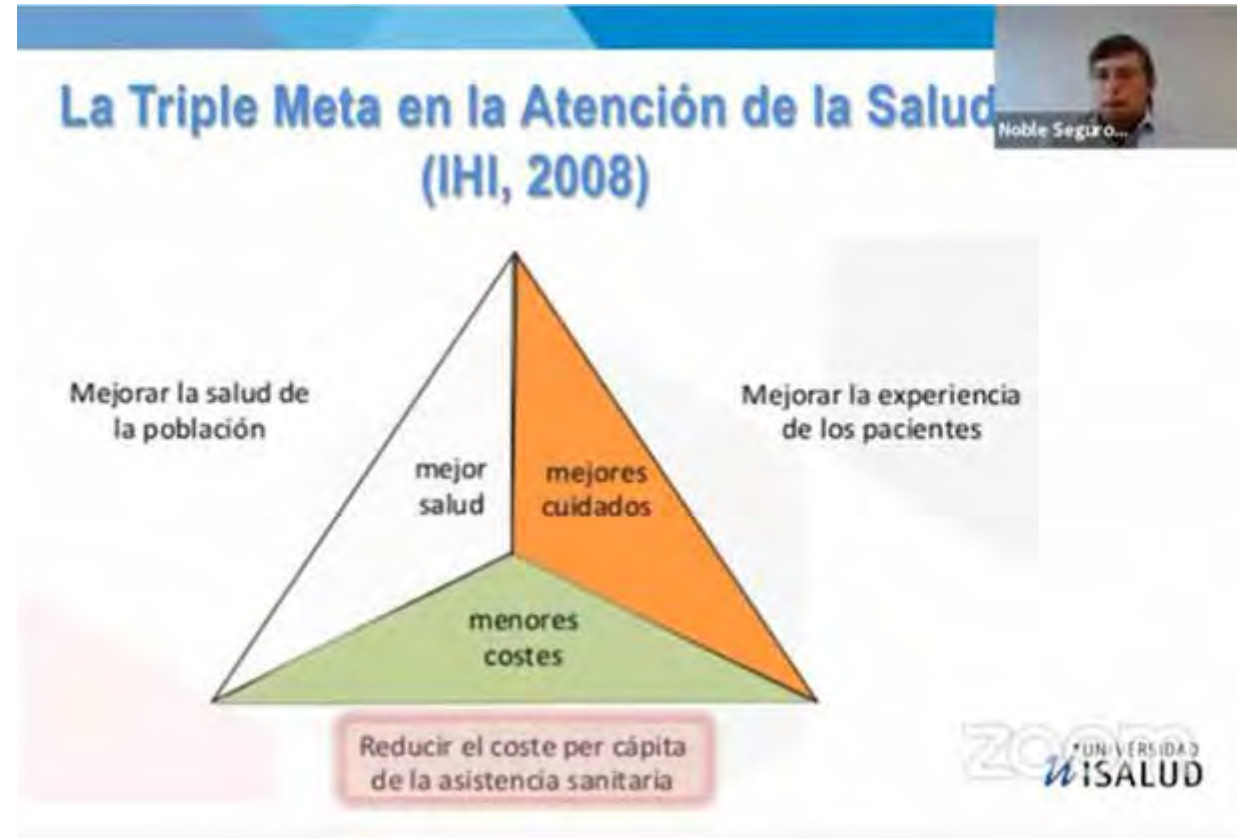 La Triple Meta en la Atención de la Salud
(IHI, 2008)
Noble Seguro...
Mejorar la salud de
la población
Mejorar la experiencia
de los pacientes
mejor
salud
mejores
cuidados
menores
costes
Reducir el coste per cápita
de la asistencia sanitaria
zoom
UNIVERSIDAD
ISALUD